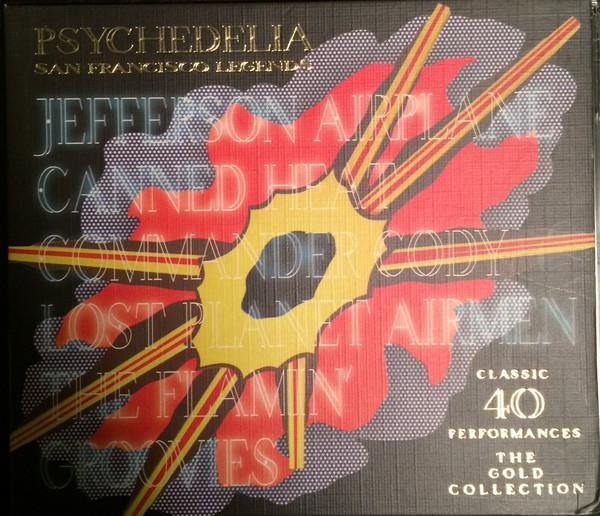 PSYCHEDELIA
SAN FRANCISCO LEGENDS
JEFFERSON AIRPLANE
CANNED HEAT
COMMANDER CODY
LOST PLANET AIRMEN
THE FLAMIN'
GROOVIES
CLASSIC
40
PERFORMANCES
THE
GOLD
COLLECTION